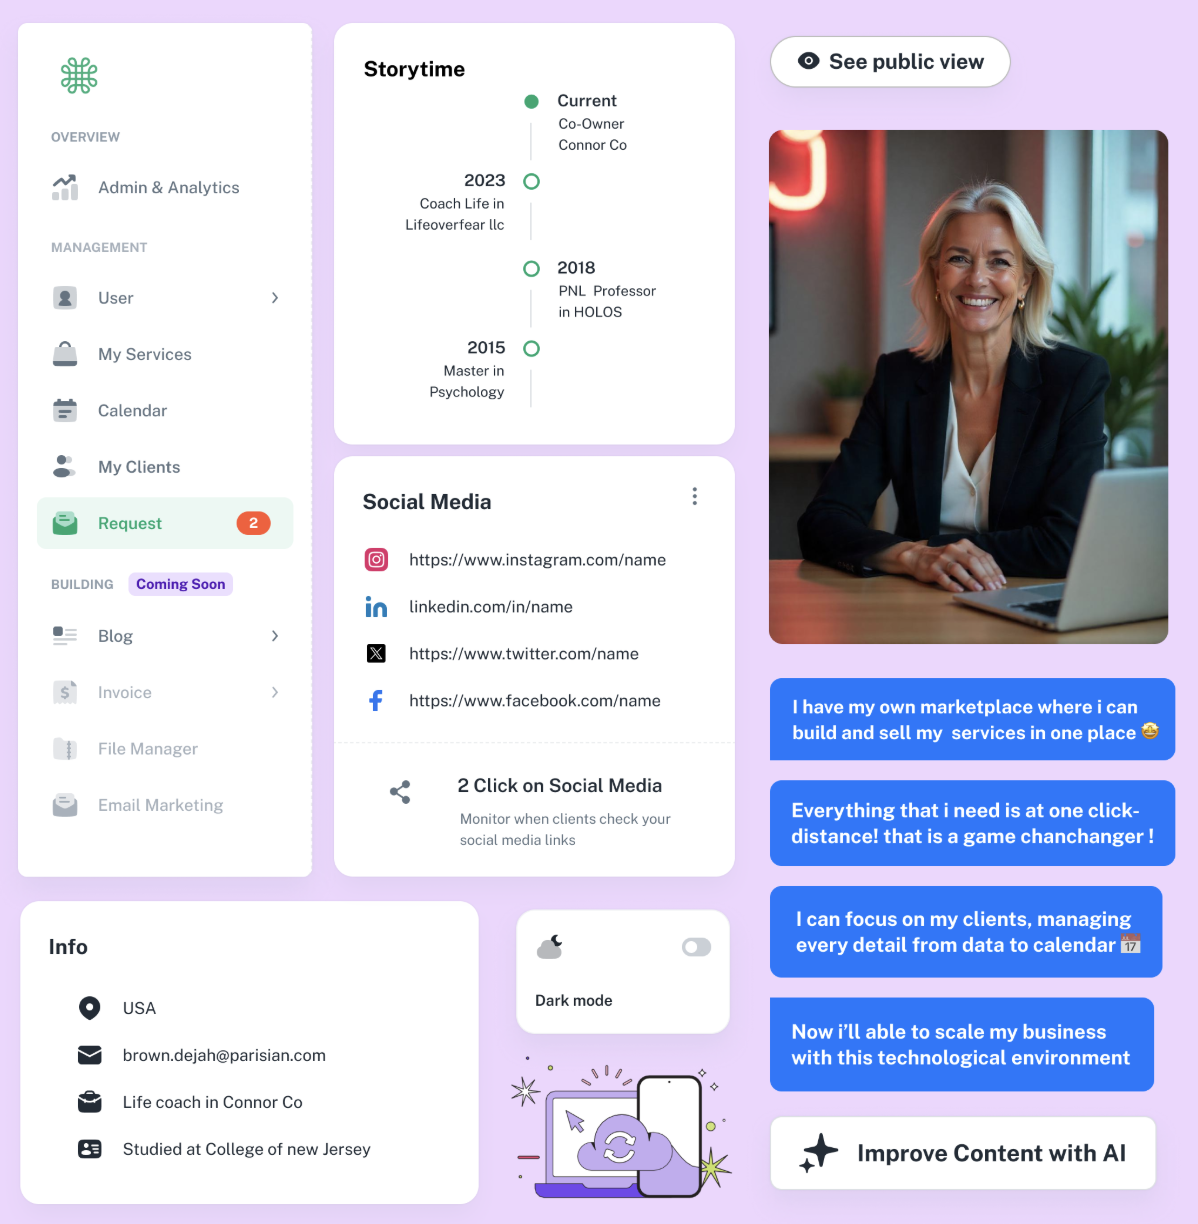 OVERVIEW
Admin & Analytics
MANAGEMENT
User
My Services
Calendar
My Clients
Request
2
BUILDING
Coming Soon
Blog
Invoice
File Manager
Email Marketing
Storytime
Current
Co-Owner
Connor Co
2023
Coach Life in
Lifeoverfear llc
2018
PNL Professor
in HOLOS
2015
Master in
Psychology
Social Media
https://www.instagram.com/name
linkedin.com/in/name
https://www.twitter.com/name
https://www.facebook.com/name
2 Click on Social Media
Monitor when clients check your
social media links
See public view
I have my own marketplace where i can
build and sell my services in one place 🤩
Everything that i need is at one click-
distance! that is a game chanchanger !
I can focus on my clients, managing
every detail from data to calendar 📅
Now i’ll able to scale my business
with this technological environment
Improve Content with AI
Info
USA
brown.dejah@parisian.com
Life coach in Connor Co
Studied at College of new Jersey
Dark mode